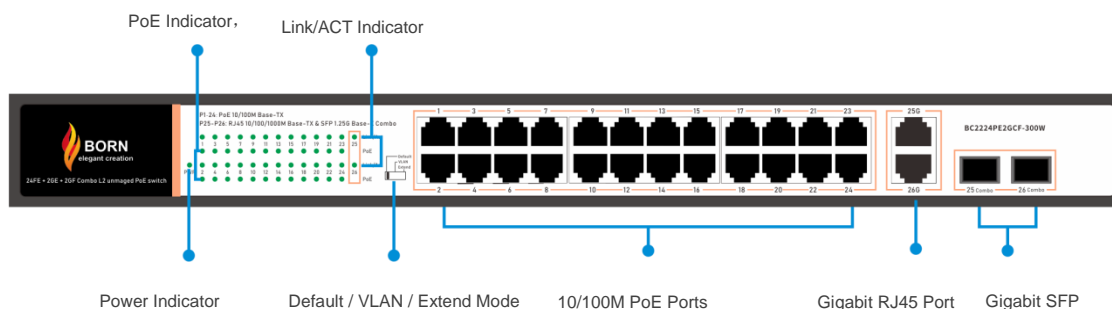 PoE Indicator，
Link/ACT Indicator
P1-24: PoE 10/100M Base-TX
P25-P26: RJ45 10/100/1000M Base-TX & SFP 1.25G Base-X Combo
1 3 5 7 9 11 13 15 17 19 21 23 25
PoE
2 4 6 8 10 12 14 16 18 20 22 24 26
PoE
Default
VLAN
Extend
BORN
elegant creation
24FE + 2GE + 2GF Combo L2 unmaged PoE switch
1 3 5 7 9 11 13 15 17 19 21 23
25G
BC2224PE2GCF-300W
2 4 6 8 10 12 14 16 18 20 22 24
26G
25 Combo 26 Combo
Power Indicator
Default / VLAN / Extend Mode
10/100M PoE Ports
Gigabit RJ45 Port
Gigabit SFP